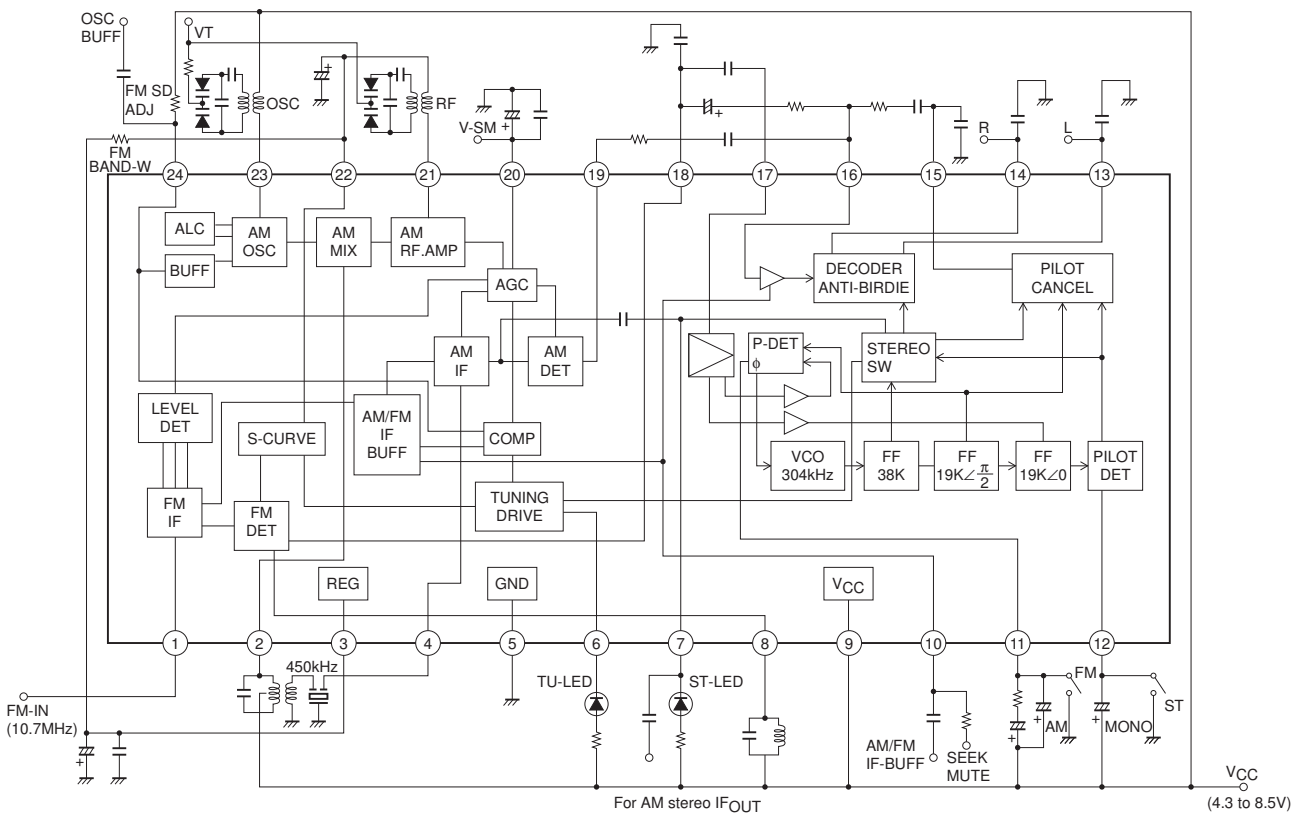 OSC
BUFF
VT
FM SD
ADJ
OSC
RF
V-SM
R
L
FM
BAND-W
24
23
22
21
20
19
18
17
16
15
14
13
ALC
AM
OSC
AM
MIX
AM
RF.AMP
BUFF
AGC
DECODER
ANTI-BIRDIE
PILOT
CANCEL
AM
IF
AM
DET
P-DET
φ
STEREO
SW
LEVEL
DET
S-CURVE
AM/FM
IF
BUFF
COMP
VCO
304kHz
FF
38K
FF
19K∠π/2
FF
19K∠0
PILOT
DET
FM
IF
FM
DET
TUNING
DRIVE
REG
GND
VCC
1
2
3
4
5
6
7
8
9
10
11
12
450kHz
TU-LED
ST-LED
FM
AM
MONO
ST
FM-IN
(10.7MHz)
AM/FM
IF-BUFF
SEEK
MUTE
+
+
+
+
+
+
+
+
For AM stereo IFOUT
VCC
(4.3 to 8.5V)